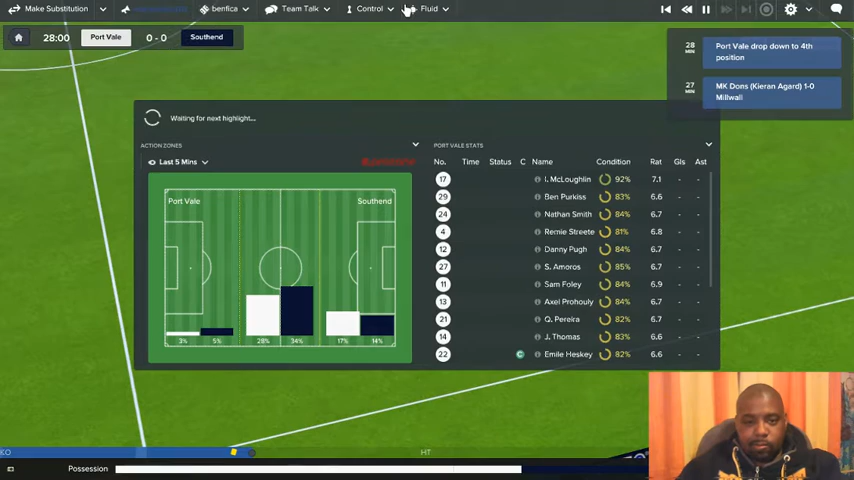 Make Substitution benfica Team Talk Control Fluid
28:00 Port Vale 0 - 0 Southend
28 MIN Port Vale drop down to 4th position
27 MIN MK Dons (Kieran Agard) 1-0 Millwall
Waiting for next highlight...
ACTION ZONES
Last 5 Mins
Port Vale Southend
3% 5% 28% 34% 17% 14%
PORT VALE STATS
No. Time Status C Name Condition Rat Gls Ast
17 I. McLoughlin 92% 7.1 - -
29 Ben Purkiss 83% 6.6 - -
24 Nathan Smith 84% 6.7 - -
4 Remie Streete 81% 6.8 - -
12 Danny Pugh 84% 6.7 - -
27 S. Amoros 85% 6.7 - -
11 Sam Foley 84% 6.9 - -
13 Axel Prohouly 84% 6.7 - -
21 Q. Pereira 82% 6.7 - -
14 J. Thomas 83% 6.6 - -
22 C Emile Heskey 82% 6.6 - -
KO HT
Possession